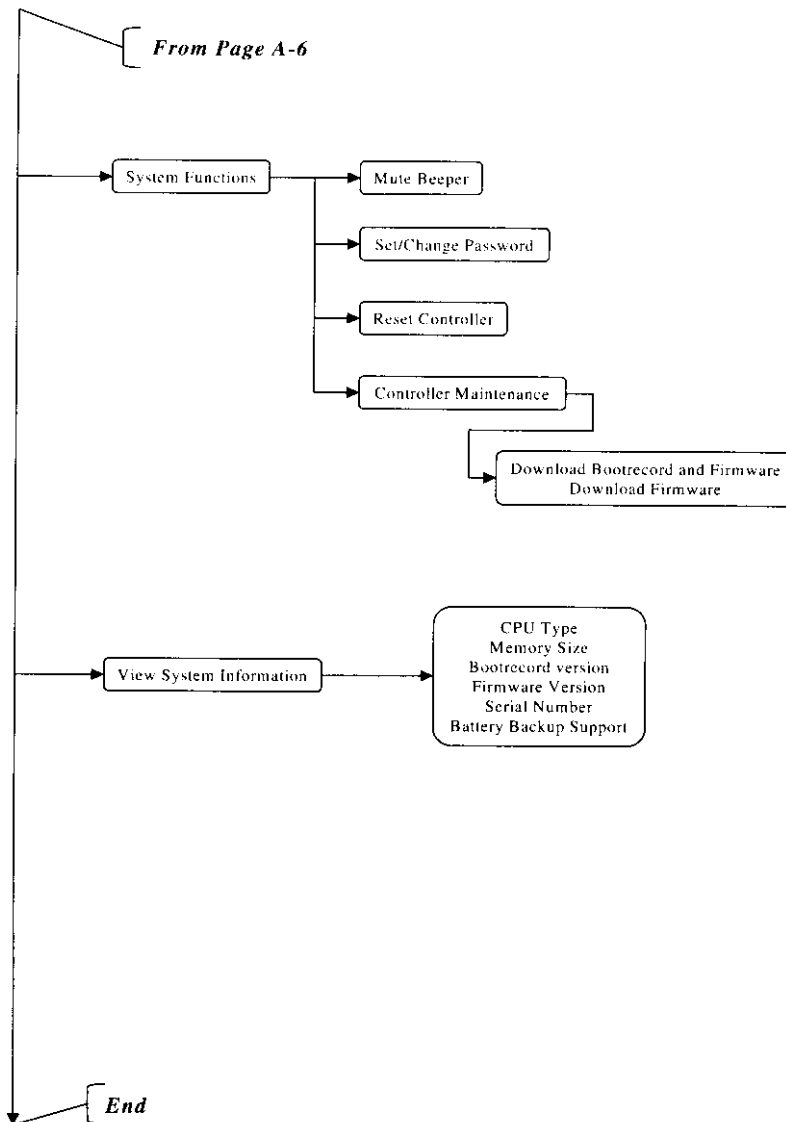 From Page A-6
System Functions
Mute Beeper
Set/Change Password
Reset Controller
Controller Maintenance
Download Bootrecord and Firmware
Download Firmware
View System Information
CPU Type
Memory Size
Bootrecord version
Firmware Version
Serial Number
Battery Backup Support
End